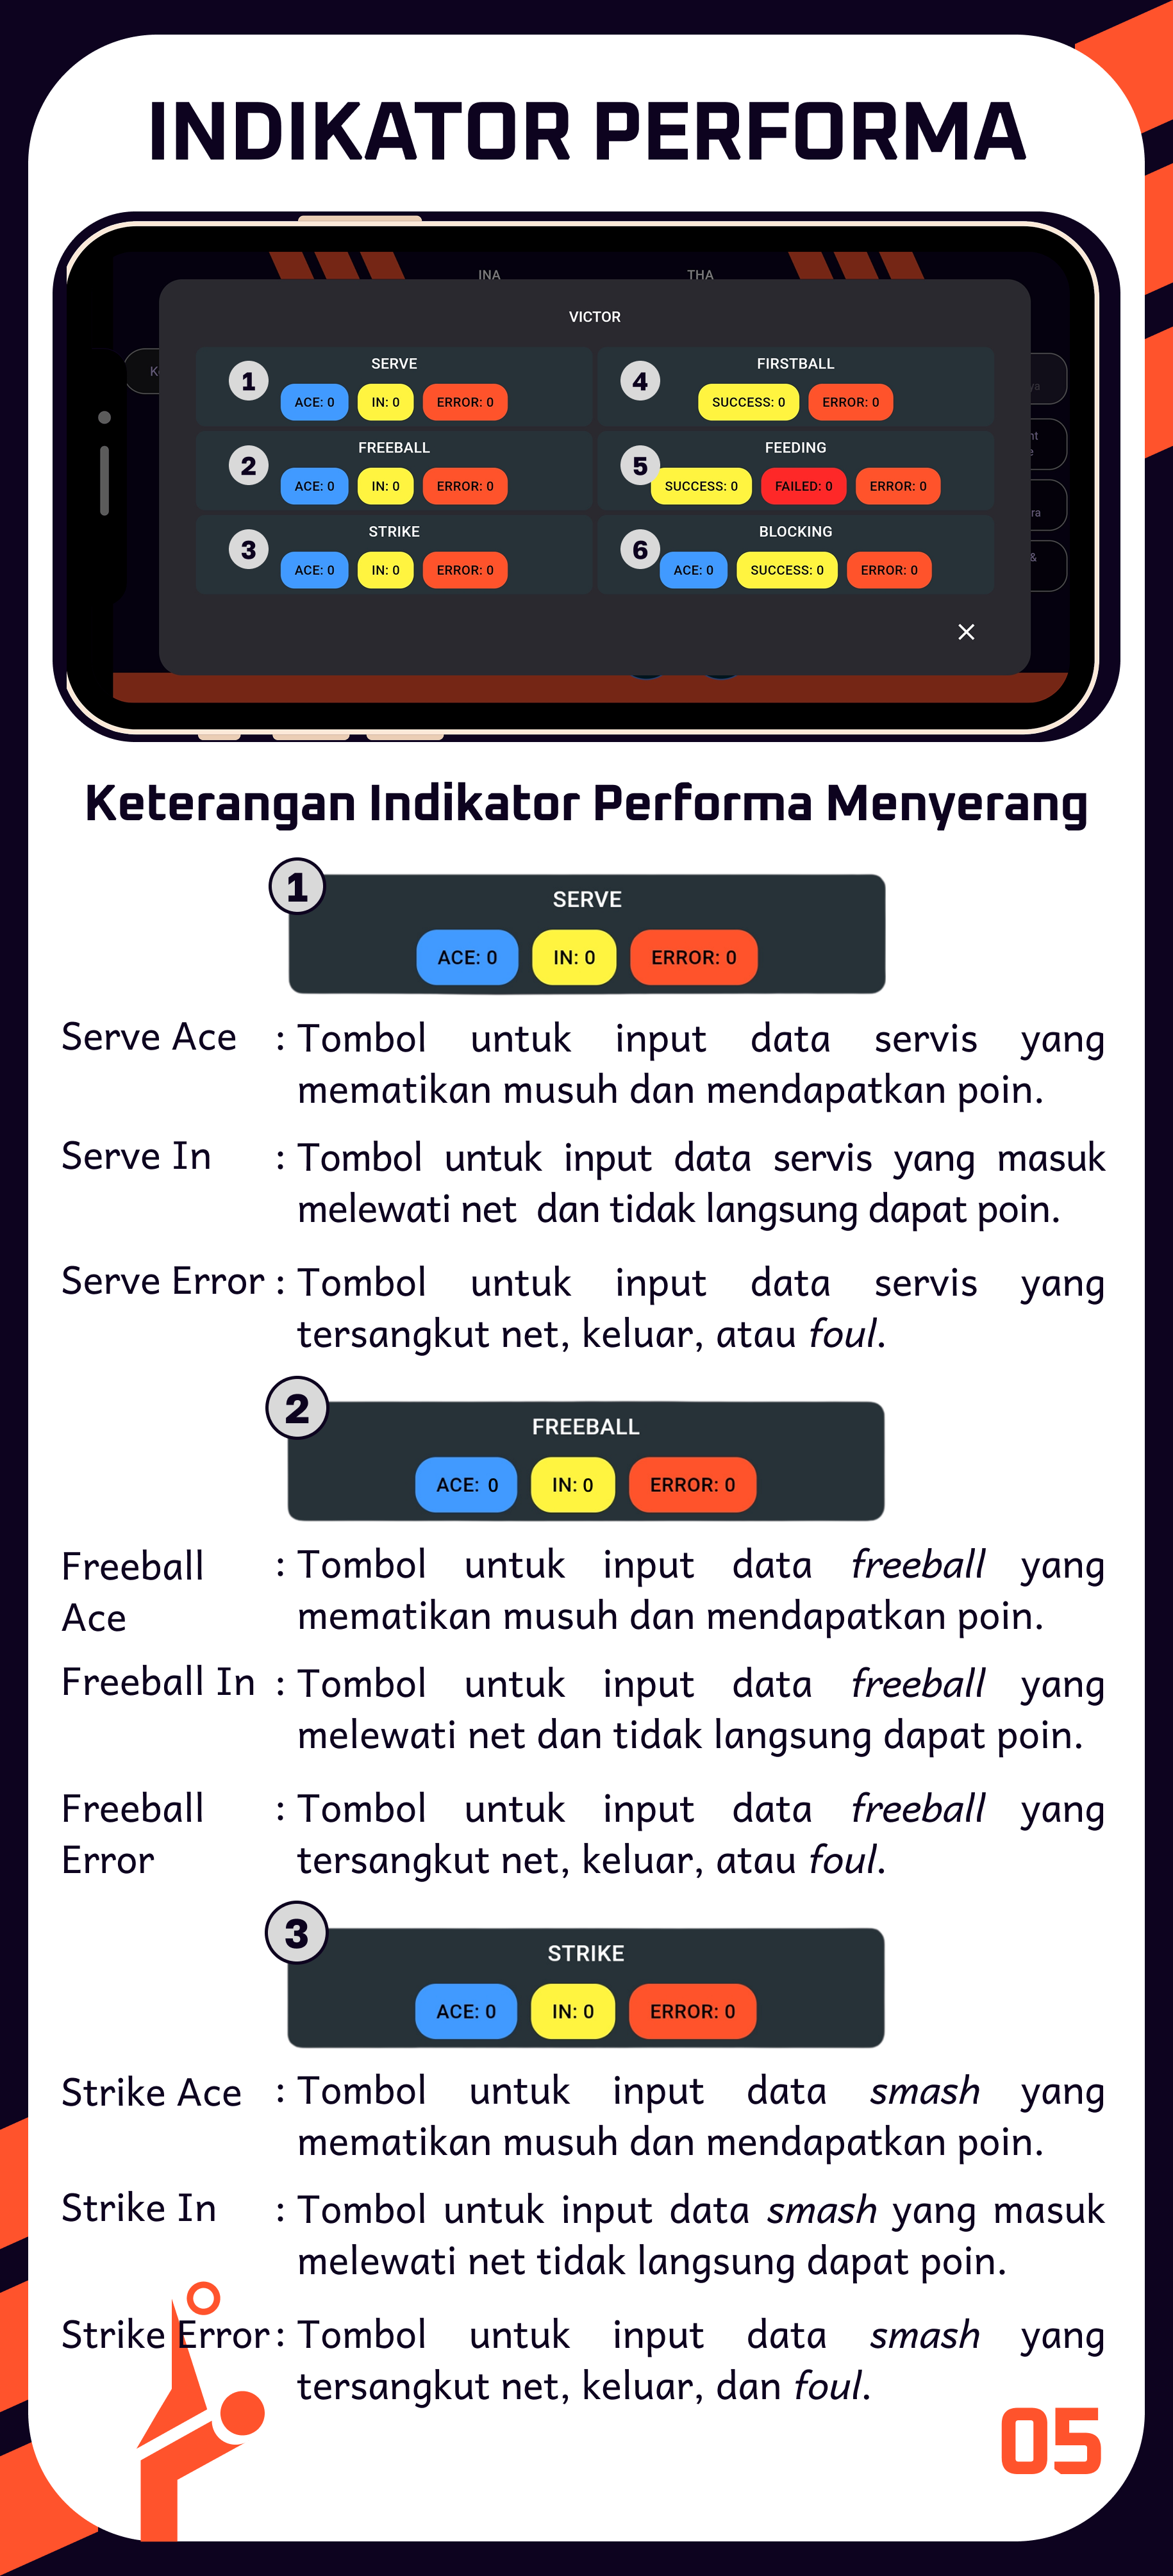 INDIKATOR PERFORMA
INA THA
VICTOR
1 SERVE
ACE: 0 IN: 0 ERROR: 0
4 FIRSTBALL
SUCCESS: 0 ERROR: 0
2 FREEBALL
ACE: 0 IN: 0 ERROR: 0
5 FEEDING
SUCCESS: 0 FAILED: 0 ERROR: 0
3 STRIKE
ACE: 0 IN: 0 ERROR: 0
6 BLOCKING
ACE: 0 SUCCESS: 0 ERROR: 0
Keterangan Indikator Performa Menyerang
1
SERVE
ACE: 0 IN: 0 ERROR: 0
Serve Ace : Tombol untuk input data servis yang
mematikan musuh dan mendapatkan poin.
Serve In : Tombol untuk input data servis yang masuk
melewati net dan tidak langsung dapat poin.
Serve Error : Tombol untuk input data servis yang
tersangkut net, keluar, atau foul.
2
FREEBALL
ACE: 0 IN: 0 ERROR: 0
Freeball : Tombol untuk input data freeball yang
Ace mematikan musuh dan mendapatkan poin.
Freeball In : Tombol untuk input data freeball yang
melewati net dan tidak langsung dapat poin.
Freeball : Tombol untuk input data freeball yang
Error tersangkut net, keluar, atau foul.
3
STRIKE
ACE: 0 IN: 0 ERROR: 0
Strike Ace : Tombol untuk input data smash yang
mematikan musuh dan mendapatkan poin.
Strike In : Tombol untuk input data smash yang masuk
melewati net tidak langsung dapat poin.
Strike Error : Tombol untuk input data smash yang
tersangkut net, keluar, dan foul.
05